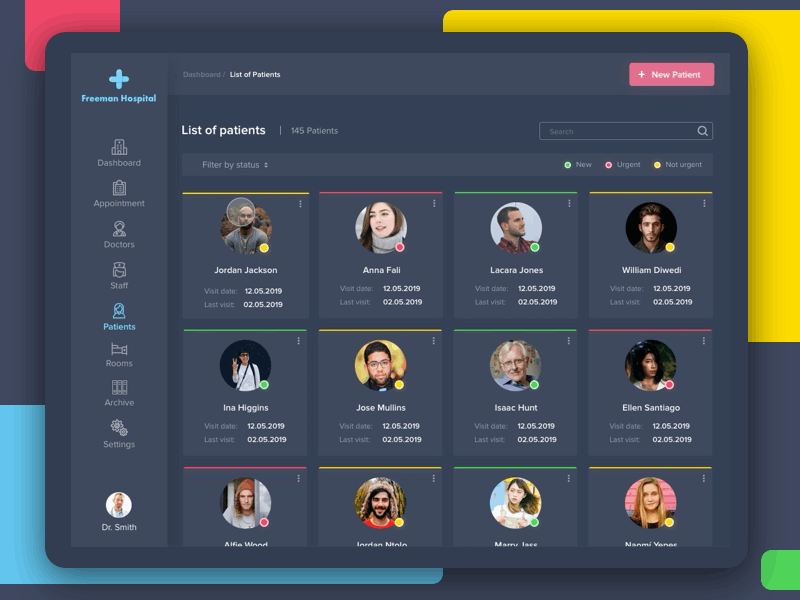 Freeman Hospital
Dashboard
Appointment
Doctors
Staff
Patients
Rooms
Archive
Settings
Dr. Smith
Dashboard / List of Patients
+ New Patient
List of patients | 145 Patients
Search
Filter by status
New Urgent Not urgent
Jordan Jackson
Visit date: 12.05.2019
Last visit: 02.05.2019
Anna Fali
Visit date: 12.05.2019
Last visit: 02.05.2019
Lacara Jones
Visit date: 12.05.2019
Last visit: 02.05.2019
William Diwedi
Visit date: 12.05.2019
Last visit: 02.05.2019
Ina Higgins
Visit date: 12.05.2019
Last visit: 02.05.2019
Jose Mullins
Visit date: 12.05.2019
Last visit: 02.05.2019
Isaac Hunt
Visit date: 12.05.2019
Last visit: 02.05.2019
Ellen Santiago
Visit date: 12.05.2019
Last visit: 02.05.2019
Alfie Wood
Jordan Ntolo
Marry Jass
Naomi Yepes